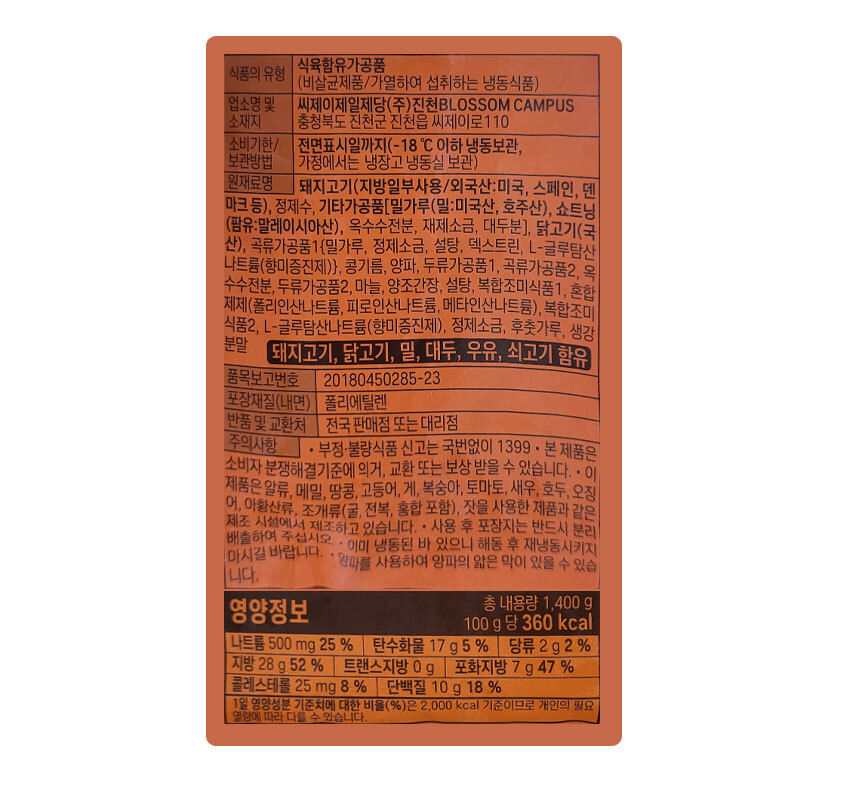 식품의 유형 식육함유가공품
(비살균제품/가열하여 섭취하는 냉동식품)
업소명 및 소재지 씨제이제일제당(주)진천BLOSSOM CAMPUS
충청북도 진천군 진천읍 씨제이로110
소비기한/보관방법 전면표시일까지(-18℃ 이하 냉동보관,
가정에서는 냉장고 냉동실 보관)
원재료명 돼지고기(지방일부사용/외국산:미국, 스페인, 덴
마크 등), 정제수, 기타가공품[밀가루(밀:미국산, 호주산), 쇼트닝
(팜유:말레이시아산), 옥수수전분, 재제소금, 대두분], 닭고기(국
산), 곡류가공품1{밀가루, 정제소금, 설탕, 덱스트린, L-글루탐산
나트륨(향미증진제)}, 콩기름, 양파, 두류가공품1, 곡류가공품2, 옥
수수전분, 두류가공품2, 마늘, 양조간장, 설탕, 복합조미식품1, 혼합
제제(폴리인산나트륨, 피로인산나트륨, 메타인산나트륨), 복합조미
식품2, L-글루탐산나트륨(향미증진제), 정제소금, 후춧가루, 생강
분말 돼지고기, 닭고기, 밀, 대두, 우유, 쇠고기 함유
품목보고번호 20180450285-23
포장재질(내면) 폴리에틸렌
반품 및 교환처 전국 판매점 또는 대리점
주의사항 • 부정·불량식품 신고는 국번없이 1399 • 본 제품은
소비자 분쟁해결기준에 의거, 교환 또는 보상 받을 수 있습니다. • 이
제품은 알류, 메밀, 땅콩, 고등어, 게, 복숭아, 토마토, 새우, 호두, 오징
어, 아황산류, 조개류(굴, 전복, 홍합 포함), 잣을 사용한 제품과 같은
제조 시설에서 제조하고 있습니다. • 사용 후 포장지는 반드시 분리
배출하여 주십시오. • 이미 냉동된 바 있으니 해동 후 재냉동시키지
마시길 바랍니다. • 양파를 사용하여 양파의 얇은 막이 있을 수 있습
니다.
영양정보 총 내용량 1,400 g
100 g 당 360 kcal
나트륨 500 mg 25 % 탄수화물 17 g 5 % 당류 2 g 2 %
지방 28 g 52 % 트랜스지방 0 g 포화지방 7 g 47 %
콜레스테롤 25 mg 8 % 단백질 10 g 18 %
1일 영양성분 기준치에 대한 비율(%)은 2,000 kcal 기준이므로 개인의 필요
열량에 따라 다를 수 있습니다.